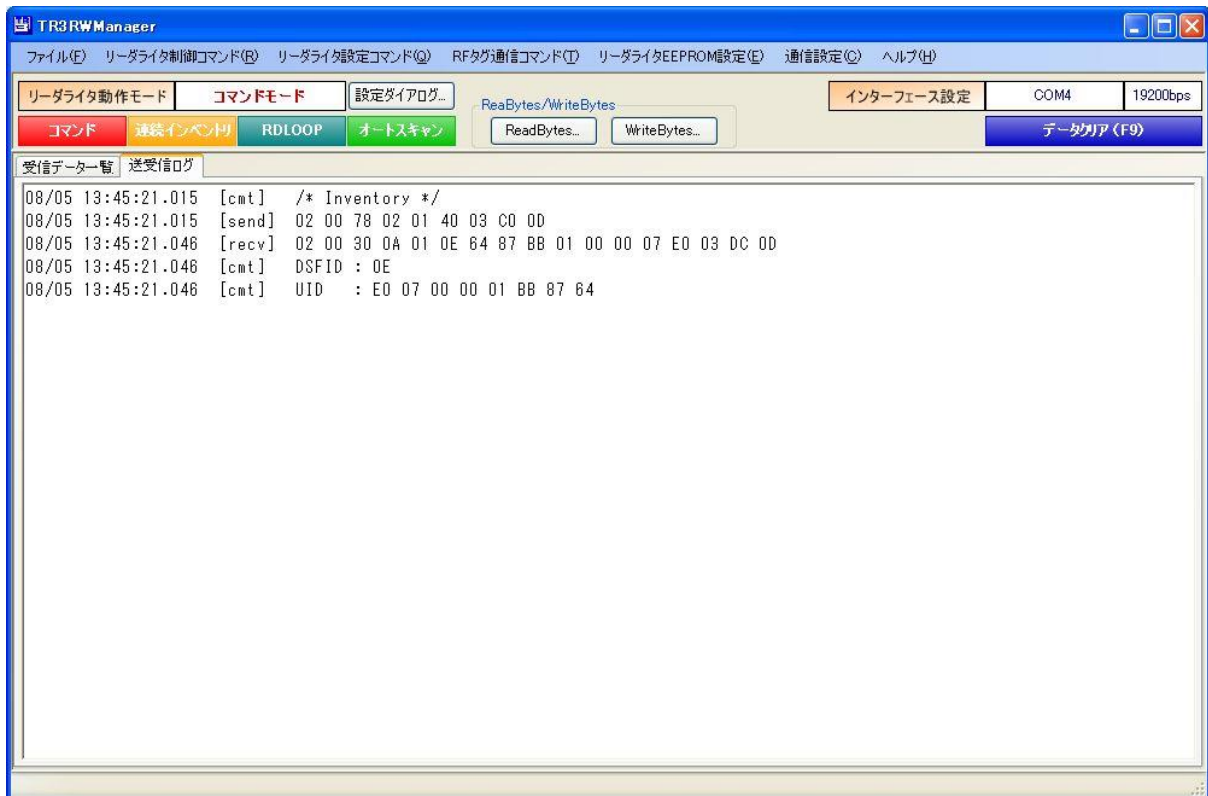 TR3RWManager
ファイル(F) リーダライタ制御コマンド(R) リーダライタ設定コマンド(Q) RFタグ通信コマンド(T) リーダライタEEPROM設定(E) 通信設定(C) ヘルプ(H)
リーダライタ動作モード コマンドモード 設定ダイアログ... ReaBytes/WriteBytes インターフェース設定 COM4 19200bps
コマンド 連続インベントリ RDLOOP オートスキャン ReadBytes... WriteBytes... データクリア(F9)
受信データ一覧 送受信ログ
08/05 13:45:21.015 [cmt] /* Inventory */
08/05 13:45:21.015 [send] 02 00 78 02 01 40 03 C0 0D
08/05 13:45:21.046 [recv] 02 00 30 0A 01 0E 64 87 BB 01 00 00 07 E0 03 DC 0D
08/05 13:45:21.046 [cmt] DSFID : 0E
08/05 13:45:21.046 [cmt] UID : E0 07 00 00 01 BB 87 64